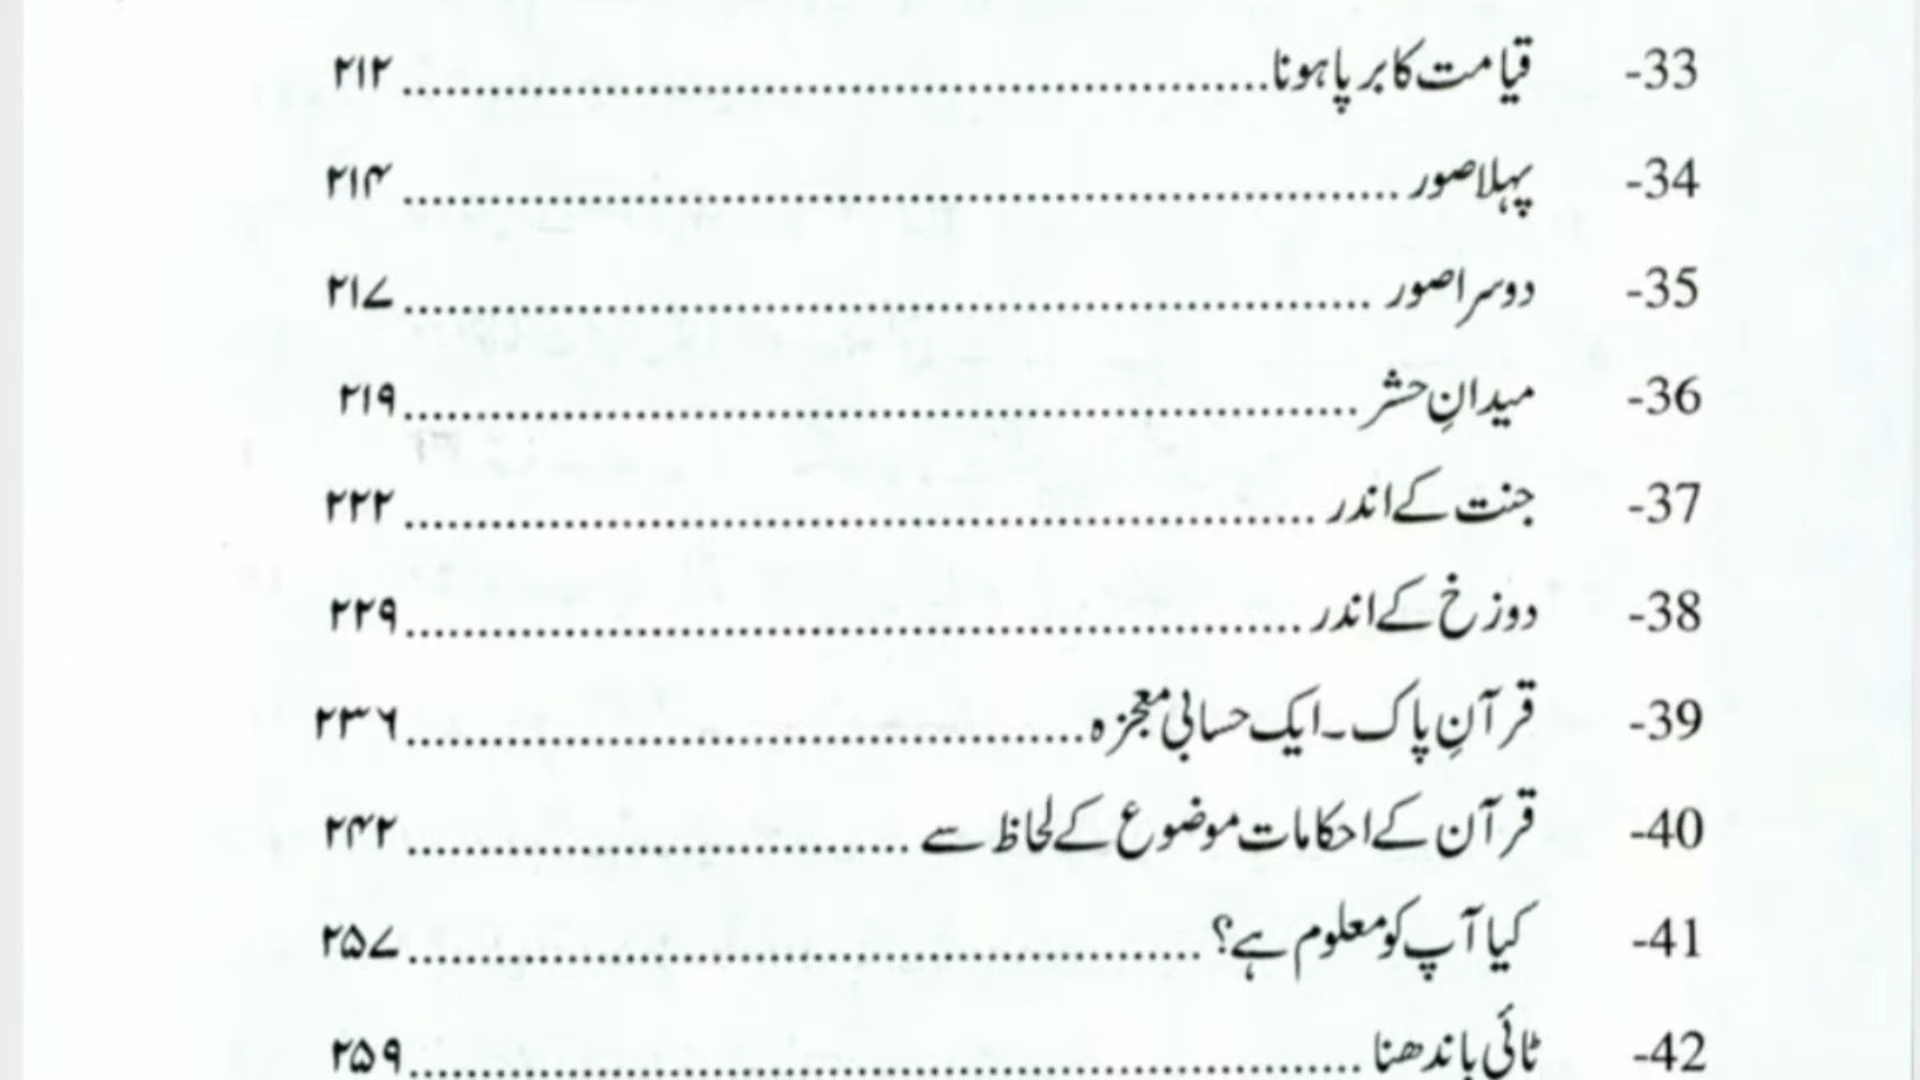 33- قیامت کا برپا ہونا ........ ۲۱۲
34- پہلا صور ........ ۲۱۴
35- دوسرا صور ........ ۲۱۷
36- میدانِ حشر ........ ۲۱۹
37- جنت کے اندر ........ ۲۲۲
38- دوزخ کے اندر ........ ۲۲۹
39- قرآنِ پاک ۔ ایک حسابی معجزہ ........ ۲۳۶
40- قرآن کے احکامات موضوع کے لحاظ سے ........ ۲۴۲
41- کیا آپ کو معلوم ہے؟ ........ ۲۵۷
42- ٹائی باندھنا ........ ۲۵۹